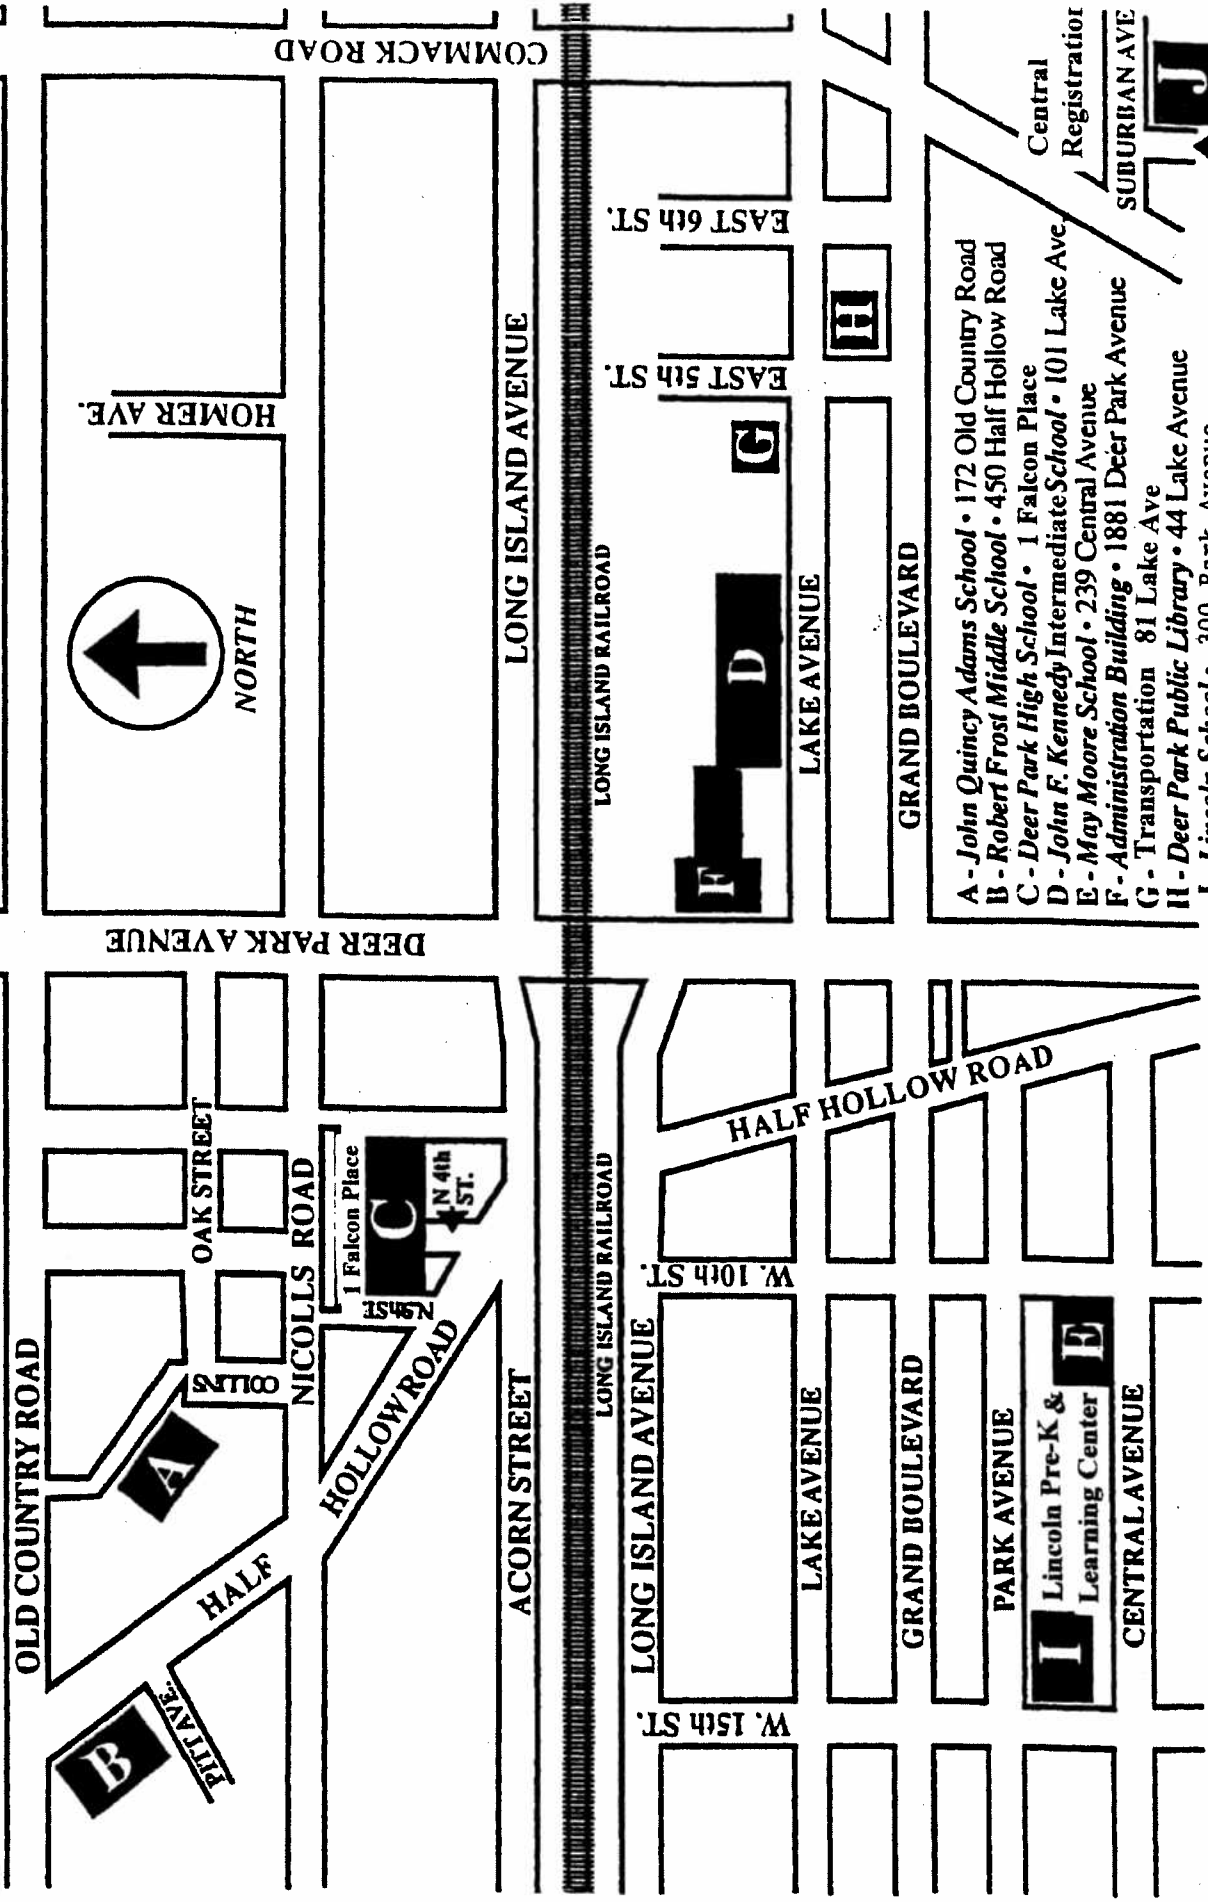 COMMACK ROAD
HOMER AVE.
NORTH
LONG ISLAND AVENUE
LONG ISLAND RAILROAD
EAST 6th ST.
EAST 5th ST.
H
G
D
F
LAKE AVENUE
GRAND BOULEVARD
Central
Registration
SUBURBAN AVE
J
A - John Quincy Adams School • 172 Old Country Road
B - Robert Frost Middle School • 450 Half Hollow Road
C - Deer Park High School • 1 Falcon Place
D - John F. Kennedy Intermediate School • 101 Lake Ave.
E - May Moore School • 239 Central Avenue
F - Administration Building • 1881 Deer Park Avenue
G - Transportation 81 Lake Ave
H - Deer Park Public Library • 44 Lake Avenue
DEER PARK AVENUE
OLD COUNTRY ROAD
OAK STREET
COLLINS
NICOLLS ROAD
1 Falcon Place
C
N 4th
ST.
N. 9th ST.
A
B
PITT AVE.
HALF
HOLLOW ROAD
ACORN STREET
LONG ISLAND RAILROAD
LONG ISLAND AVENUE
HALF HOLLOW ROAD
W. 10th ST.
W. 15th ST.
LAKE AVENUE
GRAND BOULEVARD
PARK AVENUE
I
Lincoln Pre-K &
Learning Center
E
CENTRAL AVENUE